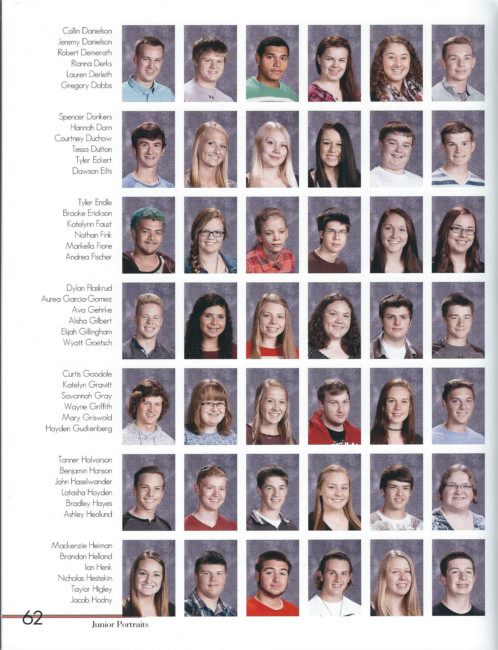 Collin Danielson
Jeremy Danielson
Robert Demerath
Rianna Derks
Lauren Derleth
Gregory Dobbs
Spencer Donkers
Hannah Dorn
Courtney Duchow
Tessa Dutton
Tyler Eckert
Dawson Eilts
Tyler Endle
Brooke Erickson
Katelynn Faust
Nathan Fink
Markella Fiore
Andrea Fischer
Dylan Flaskrud
Aurea Garcia-Gomez
Ava Gehrke
Alisha Gilbert
Elijah Gillingham
Wyatt Goetsch
Curtis Goodale
Katelyn Gravitt
Savannah Gray
Wayne Griffith
Mary Griswold
Hayden Guckenberg
Tanner Halvorson
Benjamin Hanson
John Haselwander
Latasha Hayden
Bradley Hayes
Ashley Hedlund
Mackenzie Heiman
Brandon Helland
Ian Henk
Nicholas Hestekin
Taylor Higley
Jacob Hodny
62
Junior Portraits